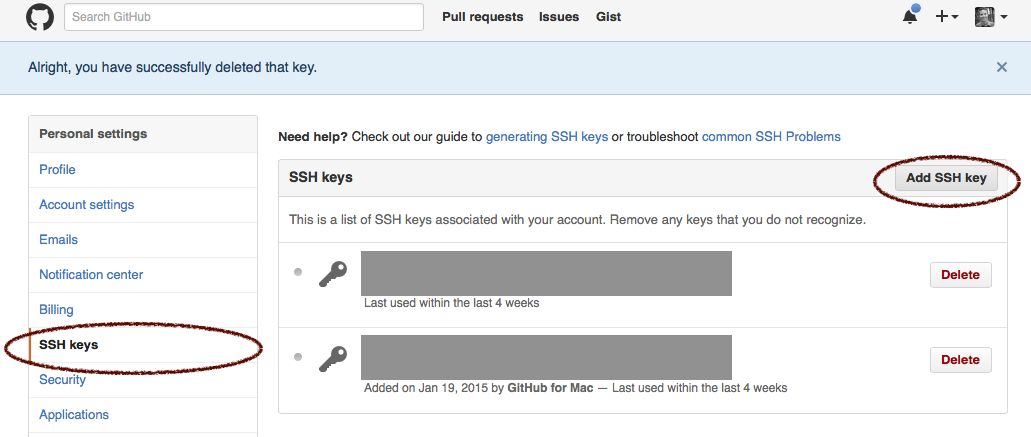 Search GitHub
Pull requests Issues Gist
Alright, you have successfully deleted that key.
Personal settings
Profile
Account settings
Emails
Notification center
Billing
SSH keys
Security
Applications
Need help? Check out our guide to generating SSH keys or troubleshoot common SSH Problems
SSH keys
Add SSH key
This is a list of SSH keys associated with your account. Remove any keys that you do not recognize.
Last used within the last 4 weeks
Delete
Added on Jan 19, 2015 by GitHub for Mac — Last used within the last 4 weeks
Delete